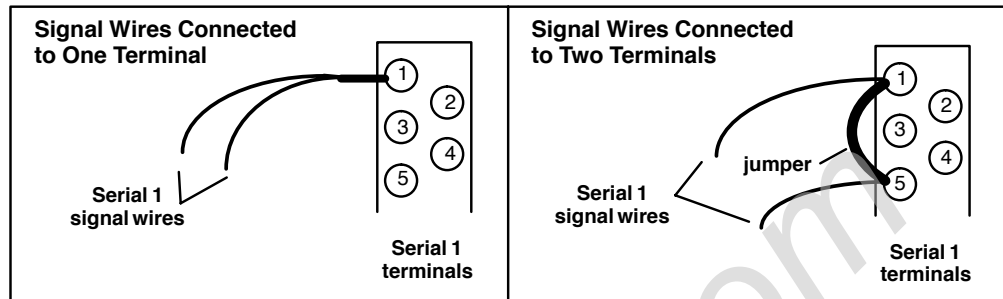 Signal Wires Connected
to One Terminal
1
2
3
4
5
Serial 1
signal wires
Serial 1
terminals
Signal Wires Connected
to Two Terminals
1
2
3
4
jumper
5
Serial 1
signal wires
Serial 1
terminals
om